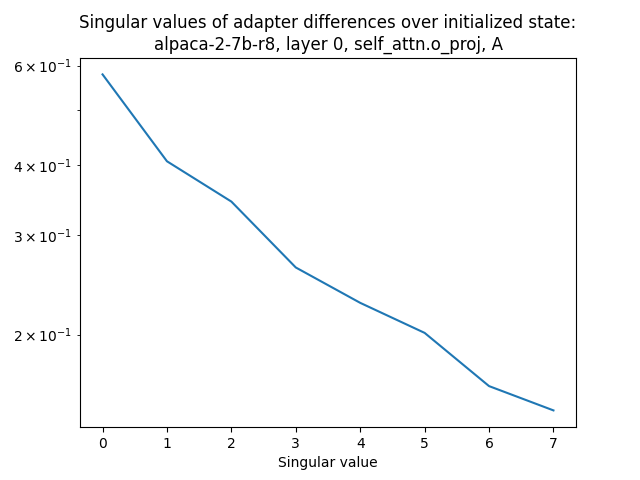 Singular values of adapter differences over initialized state:
alpaca-2-7b-r8, layer 0, self_attn.o_proj, A
6 × 10⁻¹
4 × 10⁻¹
3 × 10⁻¹
2 × 10⁻¹
0 1 2 3 4 5 6 7
Singular value